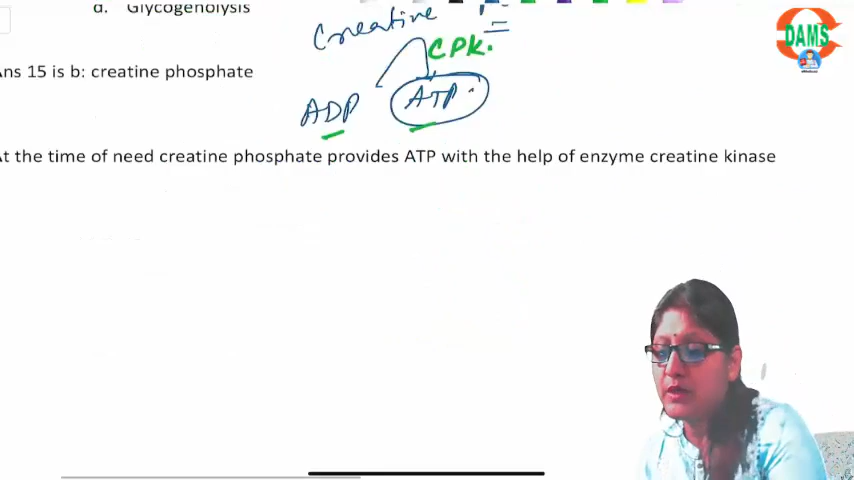 d. Glycogenolysis
Creatine P
CPK.
DAMS
Ans 15 is b: creatine phosphate
ADP ATP
At the time of need creatine phosphate provides ATP with the help of enzyme creatine kinase